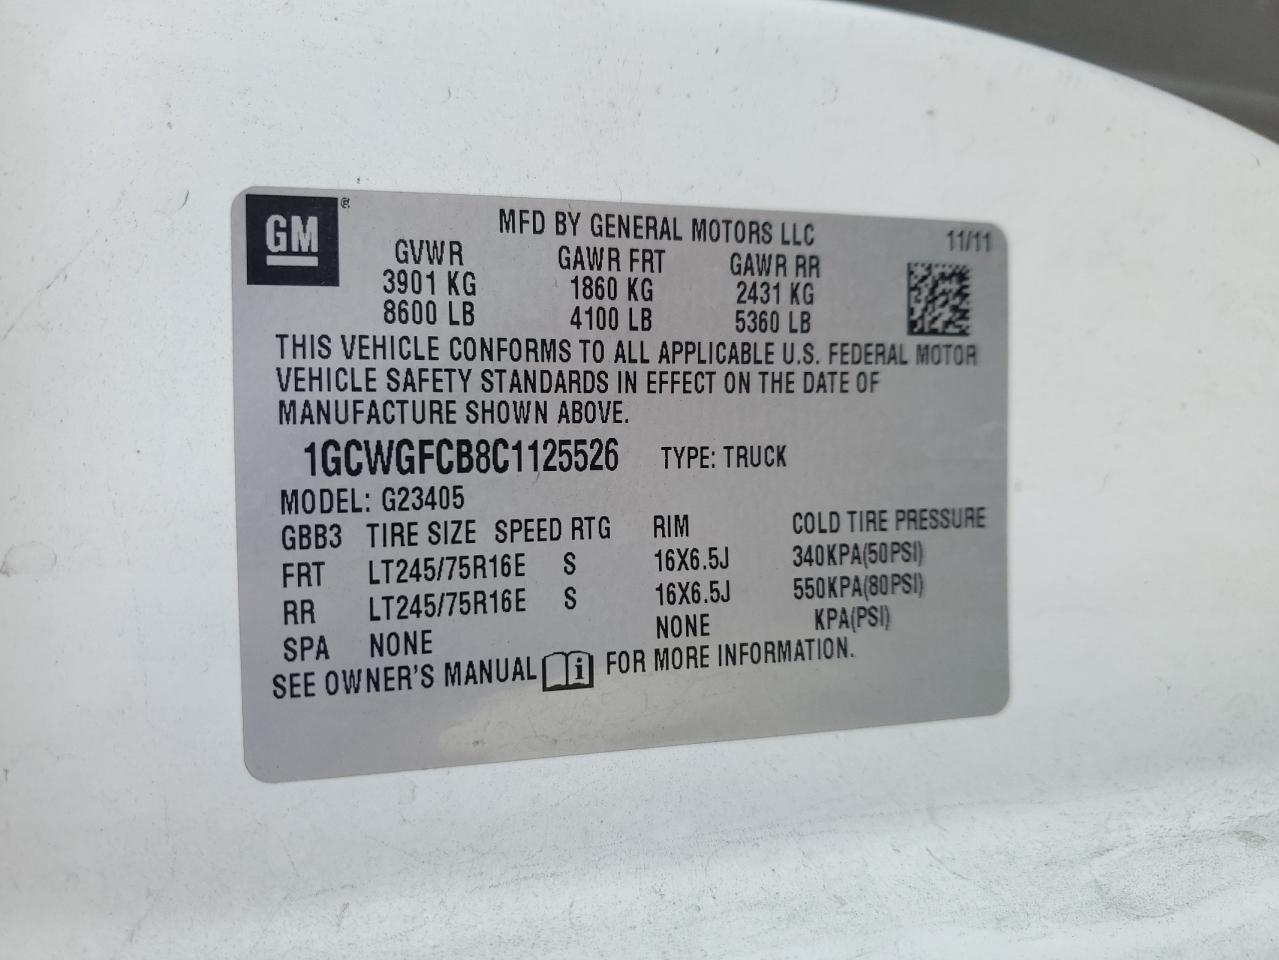 GM ®
MFD BY GENERAL MOTORS LLC 11/11
GVWR GAWR FRT GAWR RR
3901 KG 1860 KG 2431 KG
8600 LB 4100 LB 5360 LB
THIS VEHICLE CONFORMS TO ALL APPLICABLE U.S. FEDERAL MOTOR
VEHICLE SAFETY STANDARDS IN EFFECT ON THE DATE OF
MANUFACTURE SHOWN ABOVE.
1GCWGFCB8C1125526 TYPE: TRUCK
MODEL: G23405
GBB3 TIRE SIZE SPEED RTG RIM COLD TIRE PRESSURE
FRT LT245/75R16E S 16X6.5J 340KPA(50PSI)
RR LT245/75R16E S 16X6.5J 550KPA(80PSI)
SPA NONE NONE KPA(PSI)
SEE OWNER'S MANUAL i FOR MORE INFORMATION.